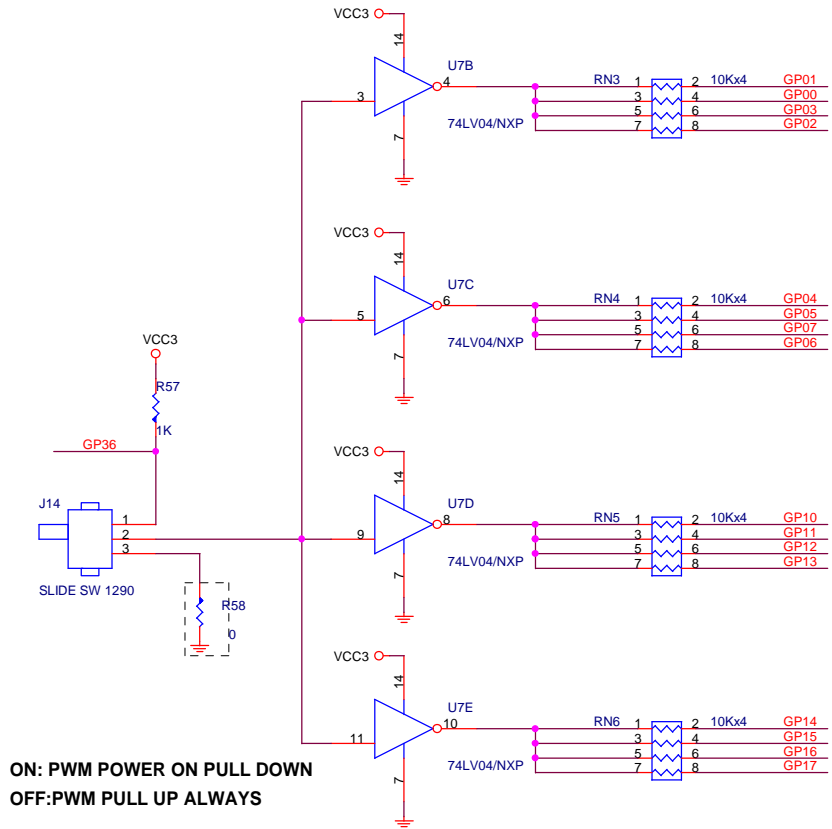 VCC3
14
U7B
3
4
7
74LV04/NXP
RN3
1 2 10Kx4 GP01
3 4 GP00
5 6 GP03
7 8 GP02
VCC3
14
U7C
5
6
7
74LV04/NXP
RN4
1 2 10Kx4 GP04
3 4 GP05
5 6 GP07
7 8 GP06
VCC3
R57
1K
GP36
J14
1
2
3
SLIDE SW 1290
R58
0
VCC3
14
U7D
9
8
7
74LV04/NXP
RN5
1 2 10Kx4 GP10
3 4 GP11
5 6 GP12
7 8 GP13
VCC3
14
U7E
11
10
7
74LV04/NXP
RN6
1 2 10Kx4 GP14
3 4 GP15
5 6 GP16
7 8 GP17
ON: PWM POWER ON PULL DOWN
OFF:PWM PULL UP ALWAYS